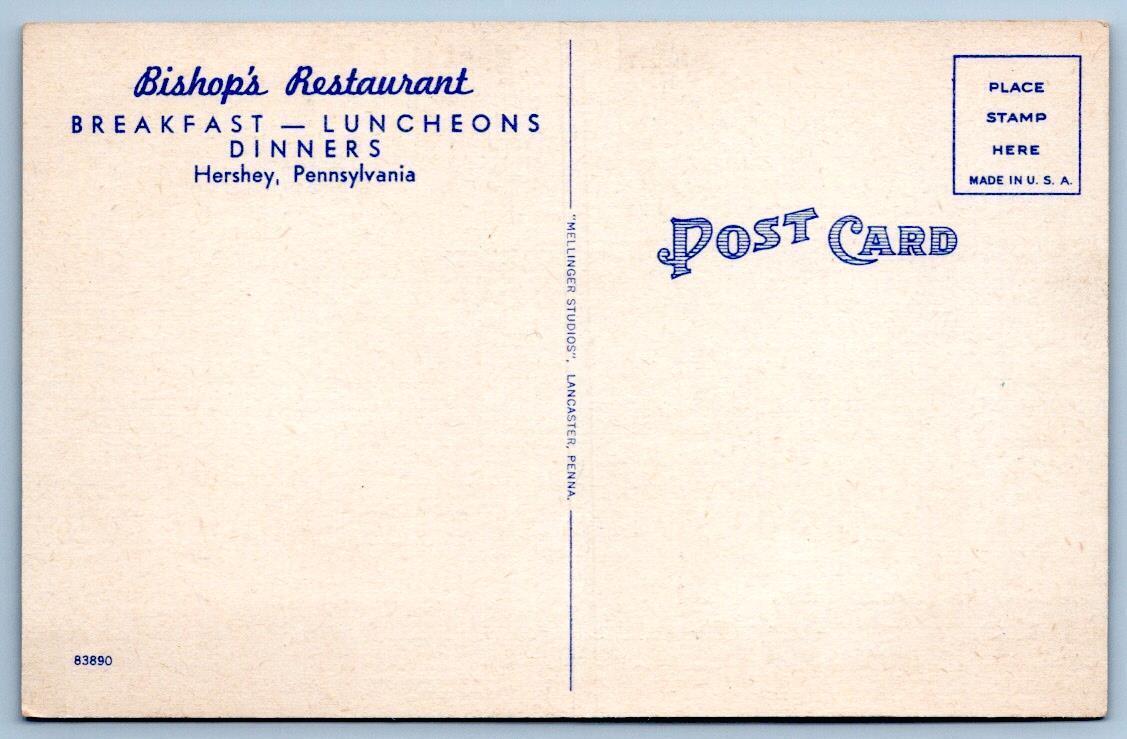 Bishop's Restaurant
BREAKFAST — LUNCHEONS
DINNERS
Hershey, Pennsylvania
83890
"MELLINGER STUDIOS", LANCASTER, PENNA.
POST CARD
PLACE
STAMP
HERE
MADE IN U. S. A.